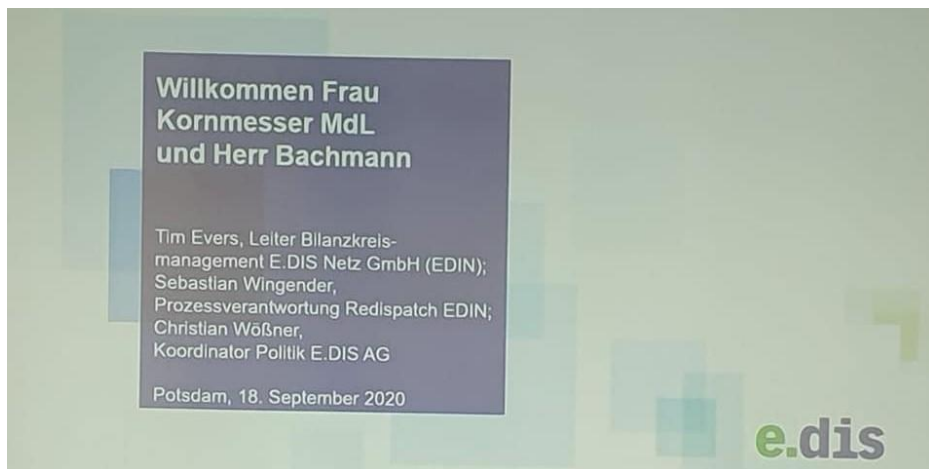 Willkommen Frau
Kornmesser MdL
und Herr Bachmann
Tim Evers, Leiter Bilanzkreis-
management E.DIS Netz GmbH (EDIN);
Sebastian Wingender,
Prozessverantwortung Redispatch EDIN;
Christian Wößner,
Koordinator Politik E.DIS AG
Potsdam, 18. September 2020
e.dis